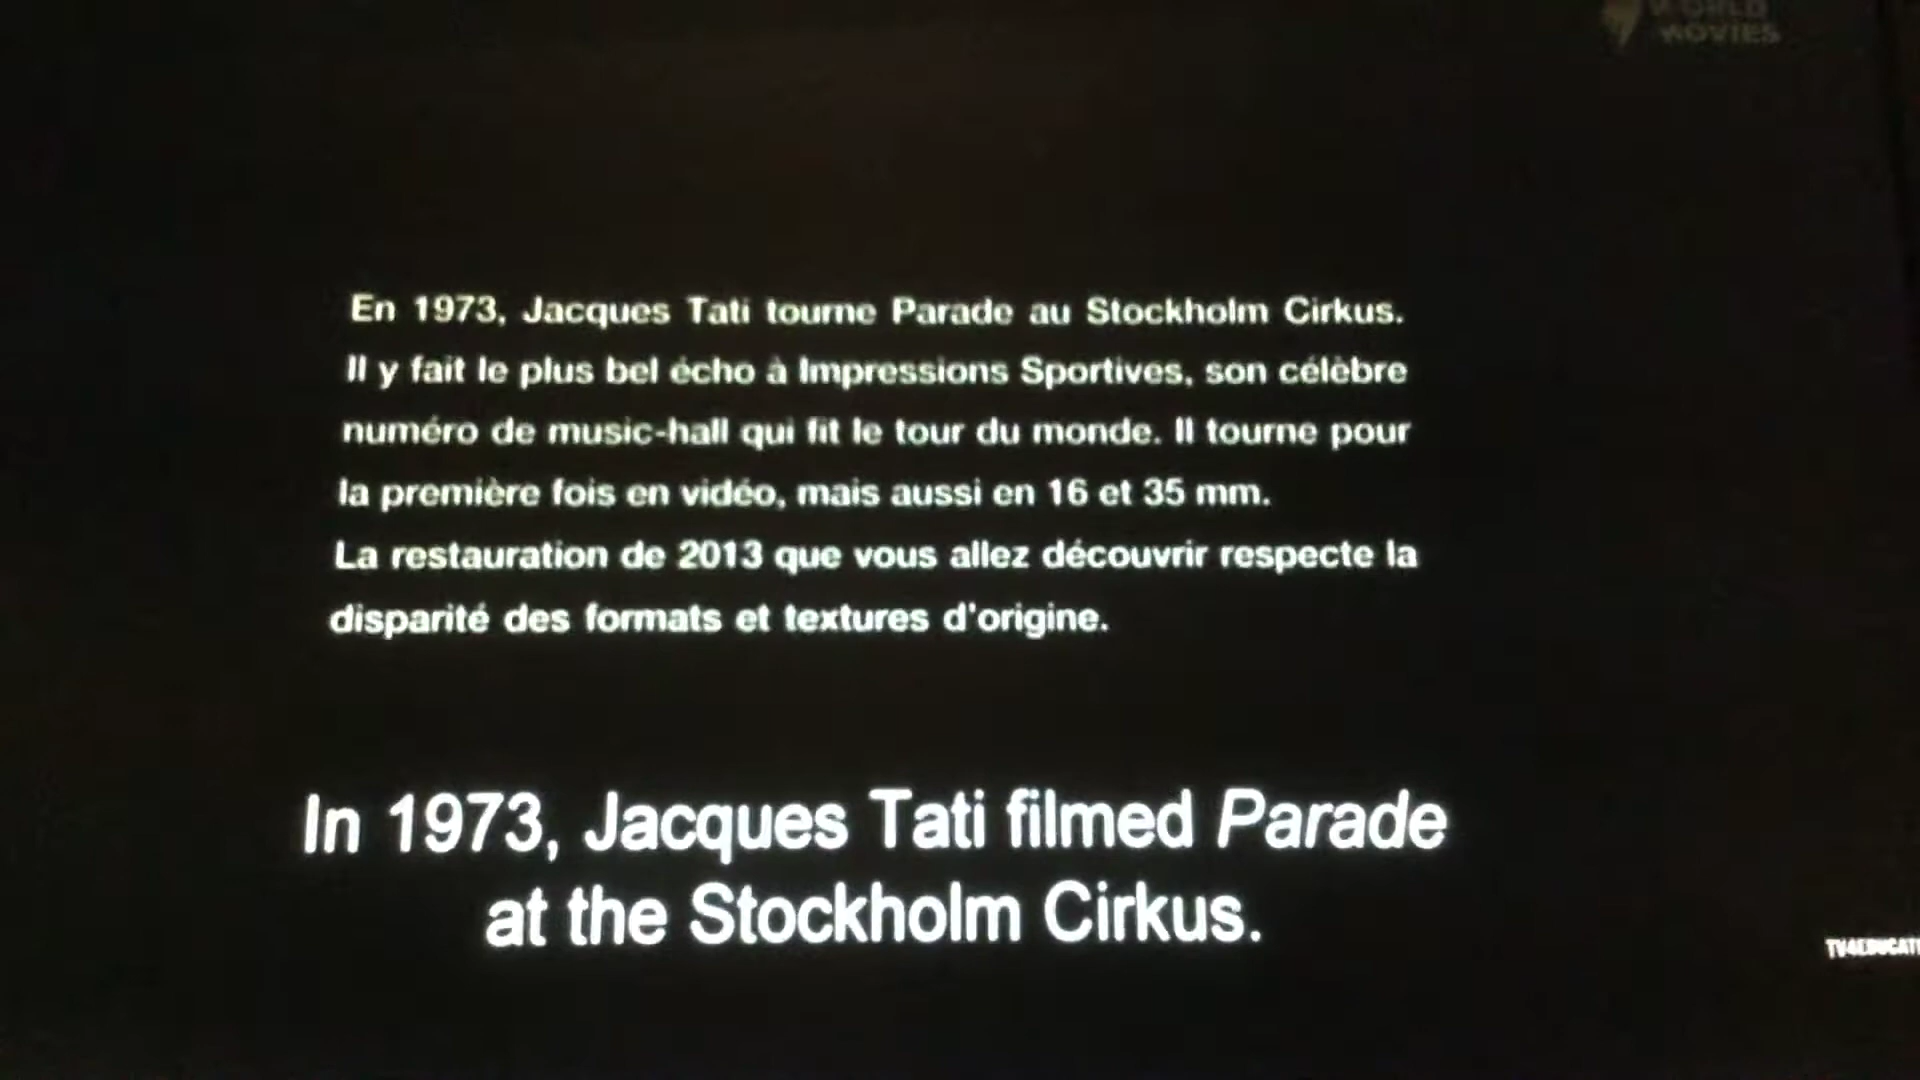 WORLD
MOVIES
En 1973, Jacques Tati tourne Parade au Stockholm Cirkus.
Il y fait le plus bel écho à Impressions Sportives, son célèbre
numéro de music-hall qui fit le tour du monde. Il tourne pour
la première fois en vidéo, mais aussi en 16 et 35 mm.
La restauration de 2013 que vous allez découvrir respecte la
disparité des formats et textures d'origine.
In 1973, Jacques Tati filmed Parade
at the Stockholm Cirkus.
TV4EDUCATI